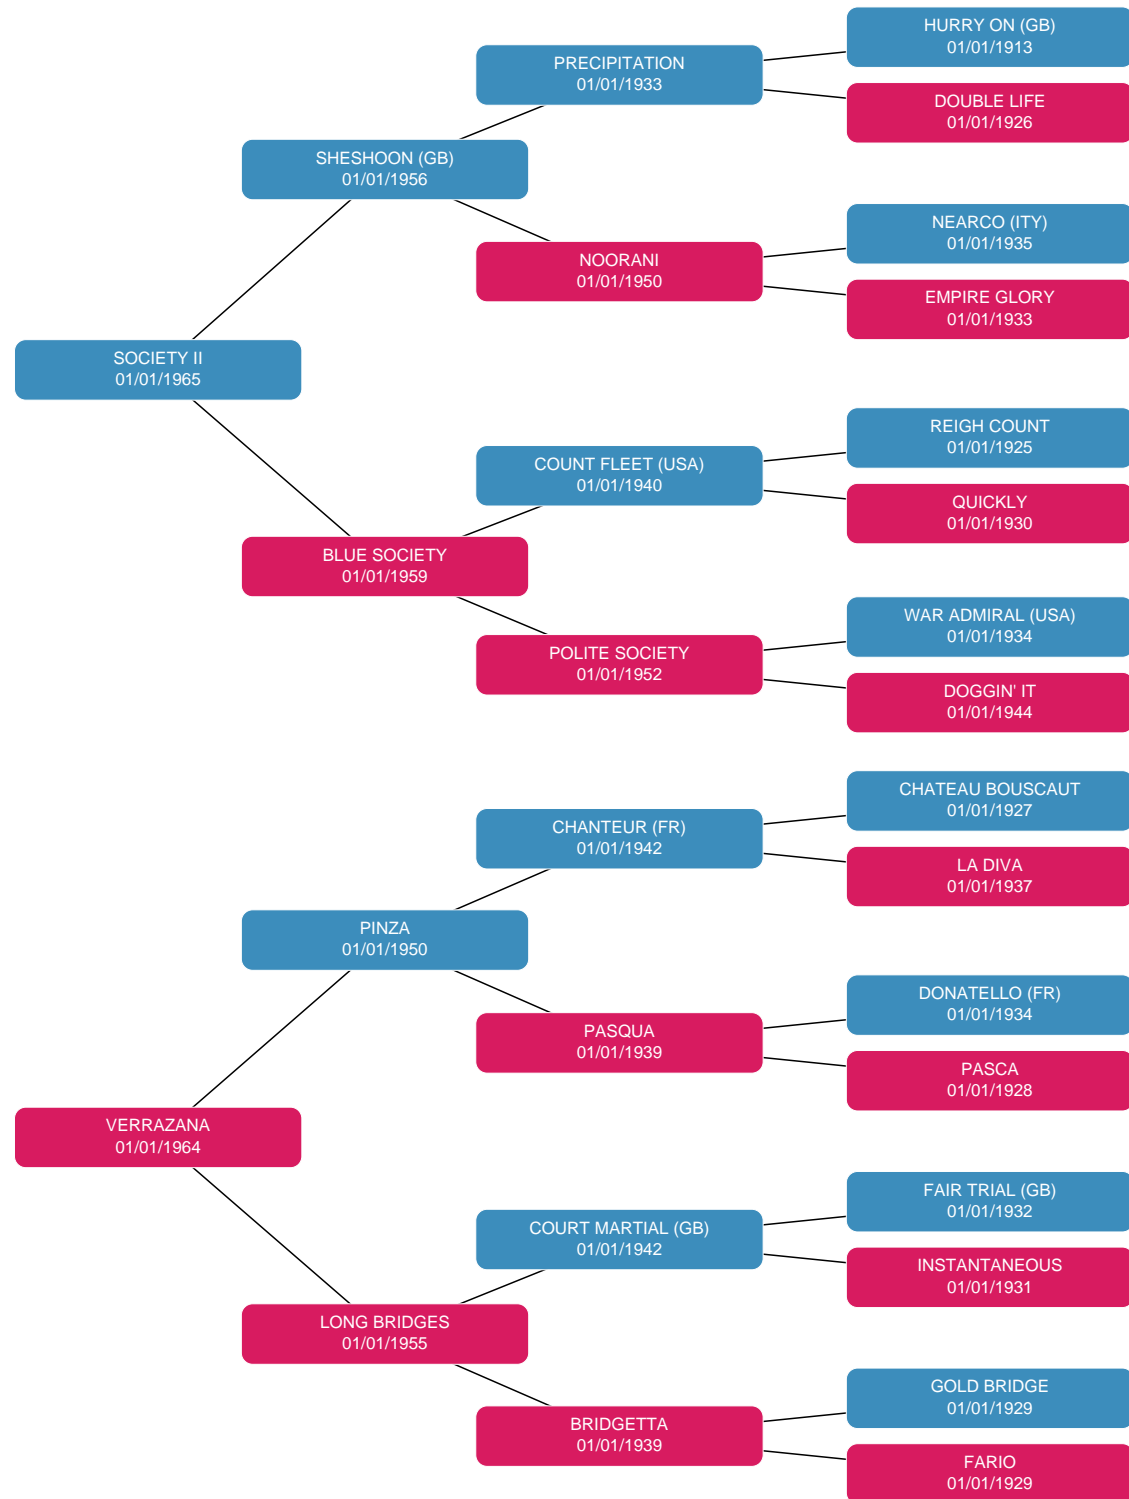 HURRY ON (GB)
01/01/1913
PRECIPITATION
01/01/1933
DOUBLE LIFE
01/01/1926
SHESHOON (GB)
01/01/1956
NEARCO (ITY)
01/01/1935
NOORANI
01/01/1950
EMPIRE GLORY
01/01/1933
SOCIETY II
01/01/1965
REIGH COUNT
01/01/1925
COUNT FLEET (USA)
01/01/1940
QUICKLY
01/01/1930
BLUE SOCIETY
01/01/1959
WAR ADMIRAL (USA)
01/01/1934
POLITE SOCIETY
01/01/1952
DOGGIN' IT
01/01/1944
CHATEAU BOUSCAUT
01/01/1927
CHANTEUR (FR)
01/01/1942
LA DIVA
01/01/1937
PINZA
01/01/1950
DONATELLO (FR)
01/01/1934
PASQUA
01/01/1939
PASCA
01/01/1928
VERRAZANA
01/01/1964
FAIR TRIAL (GB)
01/01/1932
COURT MARTIAL (GB)
01/01/1942
INSTANTANEOUS
01/01/1931
LONG BRIDGES
01/01/1955
GOLD BRIDGE
01/01/1929
BRIDGETTA
01/01/1939
FARIO
01/01/1929